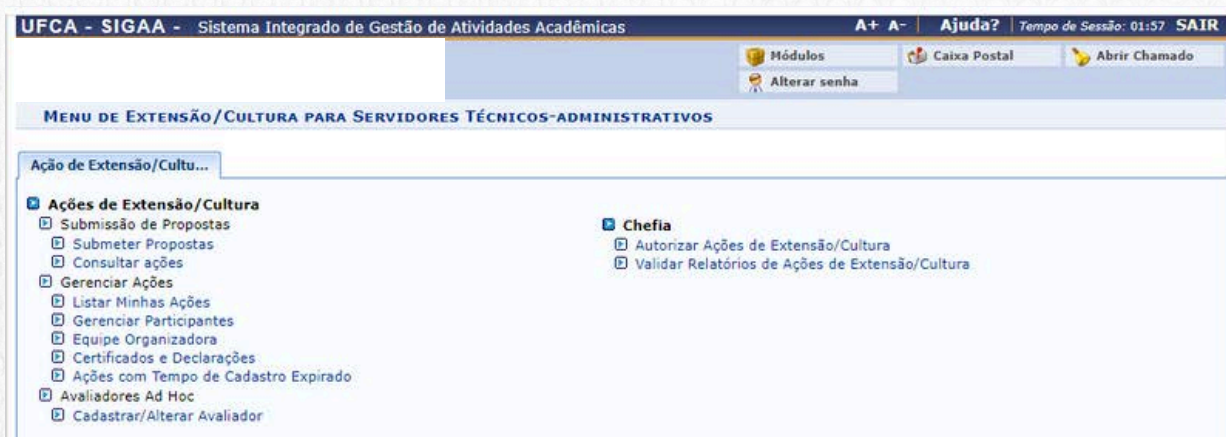 UFCA - SIGAA - Sistema Integrado de Gestão de Atividades Acadêmicas A+ A- | Ajuda? | Tempo de Sessão: 01:57 SAIR
Módulos Caixa Postal Abrir Chamado
Alterar senha
MENU DE EXTENSÃO/CULTURA PARA SERVIDORES TÉCNICOS-ADMINISTRATIVOS
Ação de Extensão/Cultu...
Ações de Extensão/Cultura
Submissão de Propostas
Submeter Propostas
Consultar ações
Gerenciar Ações
Listar Minhas Ações
Gerenciar Participantes
Equipe Organizadora
Certificados e Declarações
Ações com Tempo de Cadastro Expirado
Avaliadores Ad Hoc
Cadastrar/Alterar Avaliador
Chefia
Autorizar Ações de Extensão/Cultura
Validar Relatórios de Ações de Extensão/Cultura